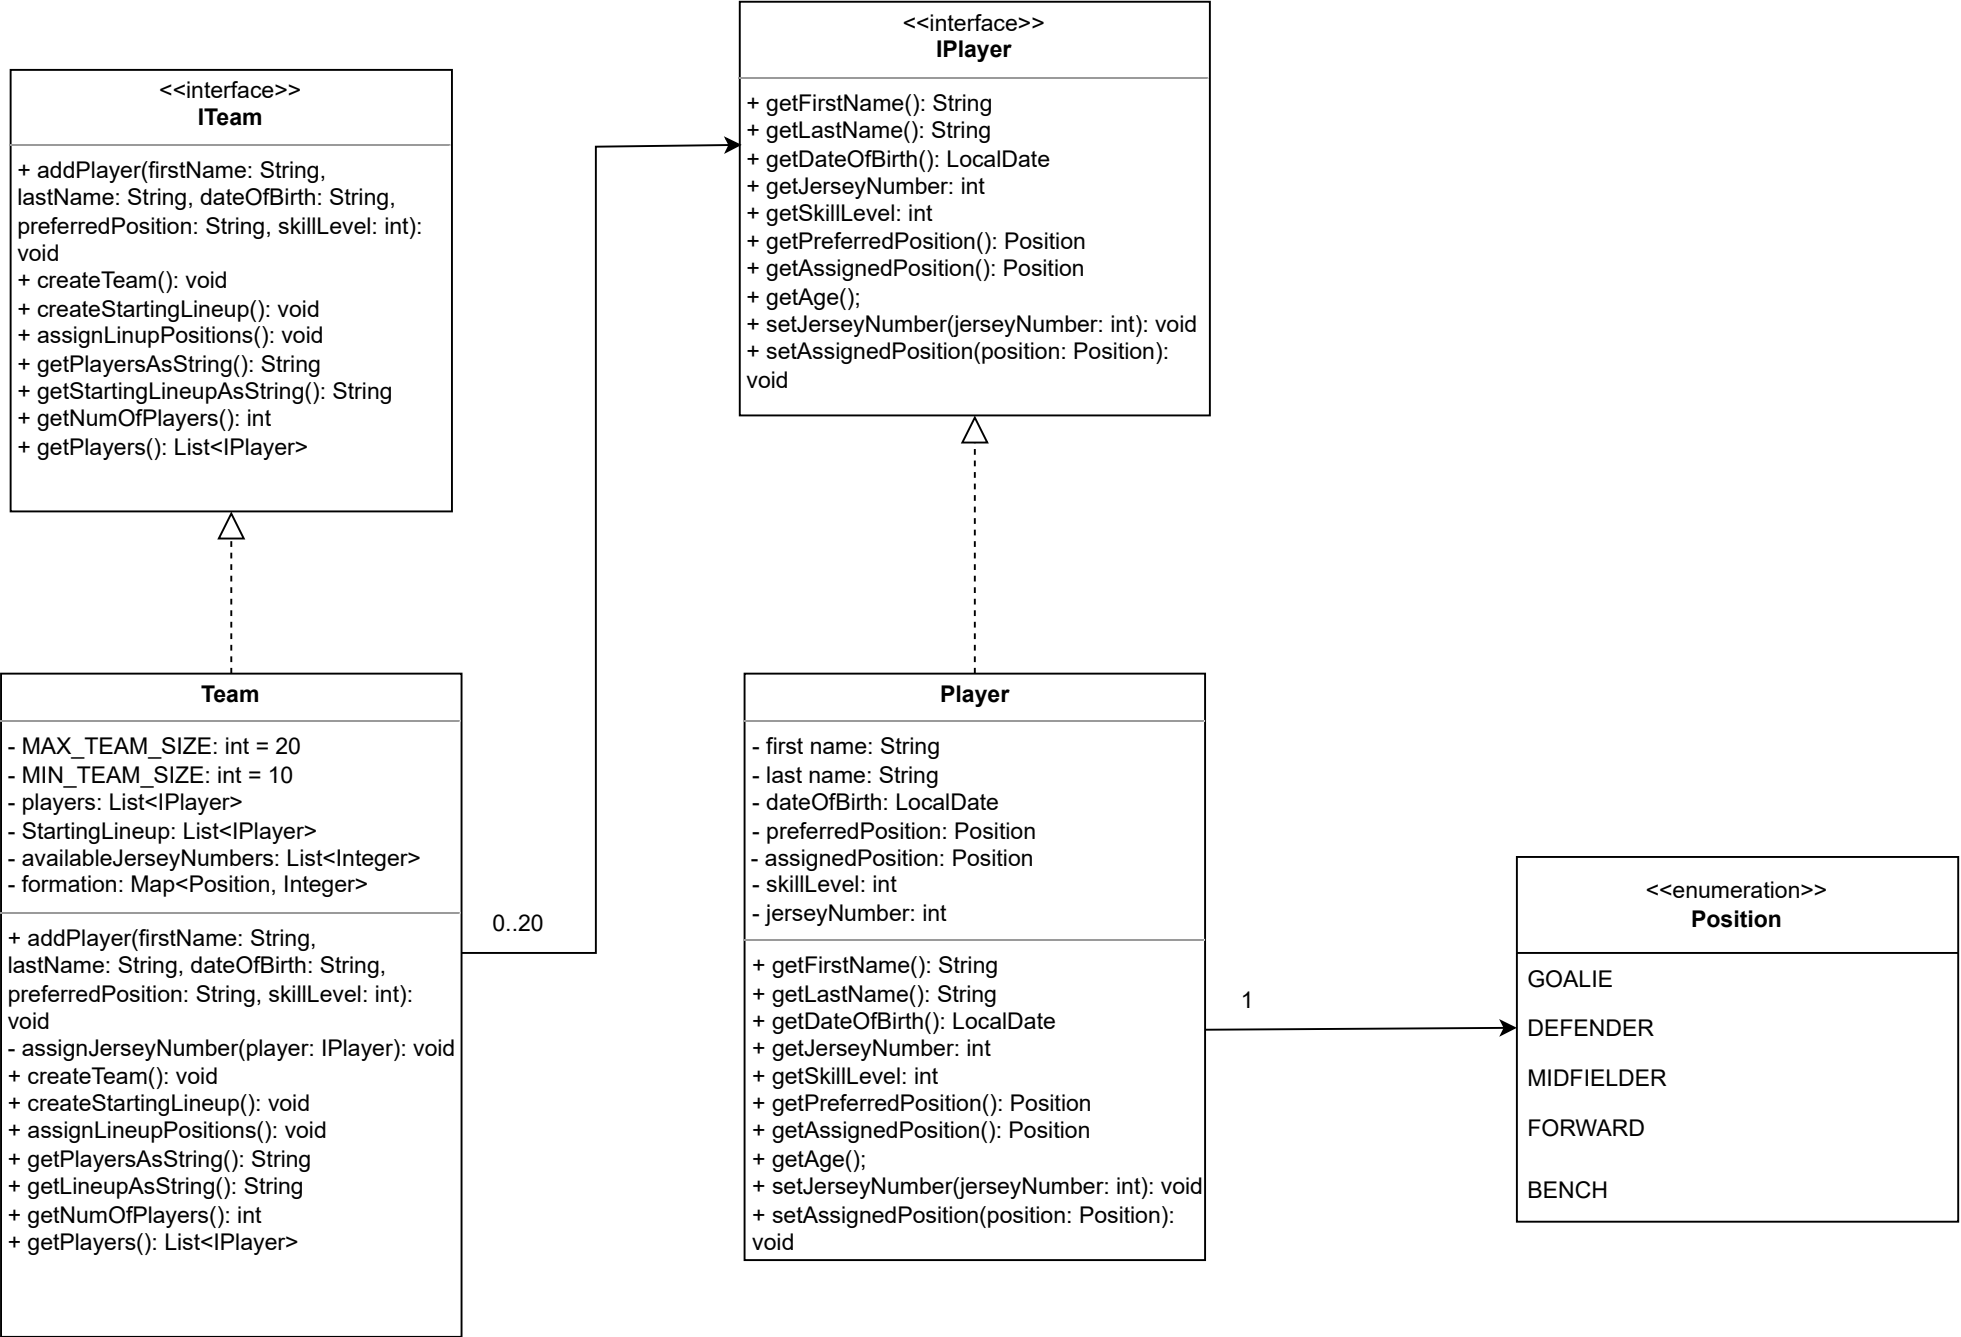 <<interface>>
ITeam
+ addPlayer(firstName: String,
lastName: String, dateOfBirth: String,
preferredPosition: String, skillLevel: int):
void
+ createTeam(): void
+ createStartingLineup(): void
+ assignLinupPositions(): void
+ getPlayersAsString(): String
+ getStartingLineupAsString(): String
+ getNumOfPlayers(): int
+ getPlayers(): List<IPlayer>
<<interface>>
IPlayer
+ getFirstName(): String
+ getLastName(): String
+ getDateOfBirth(): LocalDate
+ getJerseyNumber: int
+ getSkillLevel: int
+ getPreferredPosition(): Position
+ getAssignedPosition(): Position
+ getAge();
+ setJerseyNumber(jerseyNumber: int): void
+ setAssignedPosition(position: Position):
void
Team
- MAX_TEAM_SIZE: int = 20
- MIN_TEAM_SIZE: int = 10
- players: List<IPlayer>
- StartingLineup: List<IPlayer>
- availableJerseyNumbers: List<Integer>
- formation: Map<Position, Integer>
+ addPlayer(firstName: String,
lastName: String, dateOfBirth: String,
preferredPosition: String, skillLevel: int):
void
- assignJerseyNumber(player: IPlayer): void
+ createTeam(): void
+ createStartingLineup(): void
+ assignLineupPositions(): void
+ getPlayersAsString(): String
+ getLineupAsString(): String
+ getNumOfPlayers(): int
+ getPlayers(): List<IPlayer>
0..20
Player
- first name: String
- last name: String
- dateOfBirth: LocalDate
- preferredPosition: Position
- assignedPosition: Position
- skillLevel: int
- jerseyNumber: int
+ getFirstName(): String
+ getLastName(): String
+ getDateOfBirth(): LocalDate
+ getJerseyNumber: int
+ getSkillLevel: int
+ getPreferredPosition(): Position
+ getAssignedPosition(): Position
+ getAge();
+ setJerseyNumber(jerseyNumber: int): void
+ setAssignedPosition(position: Position):
void
1
<<enumeration>>
Position
GOALIE
DEFENDER
MIDFIELDER
FORWARD
BENCH